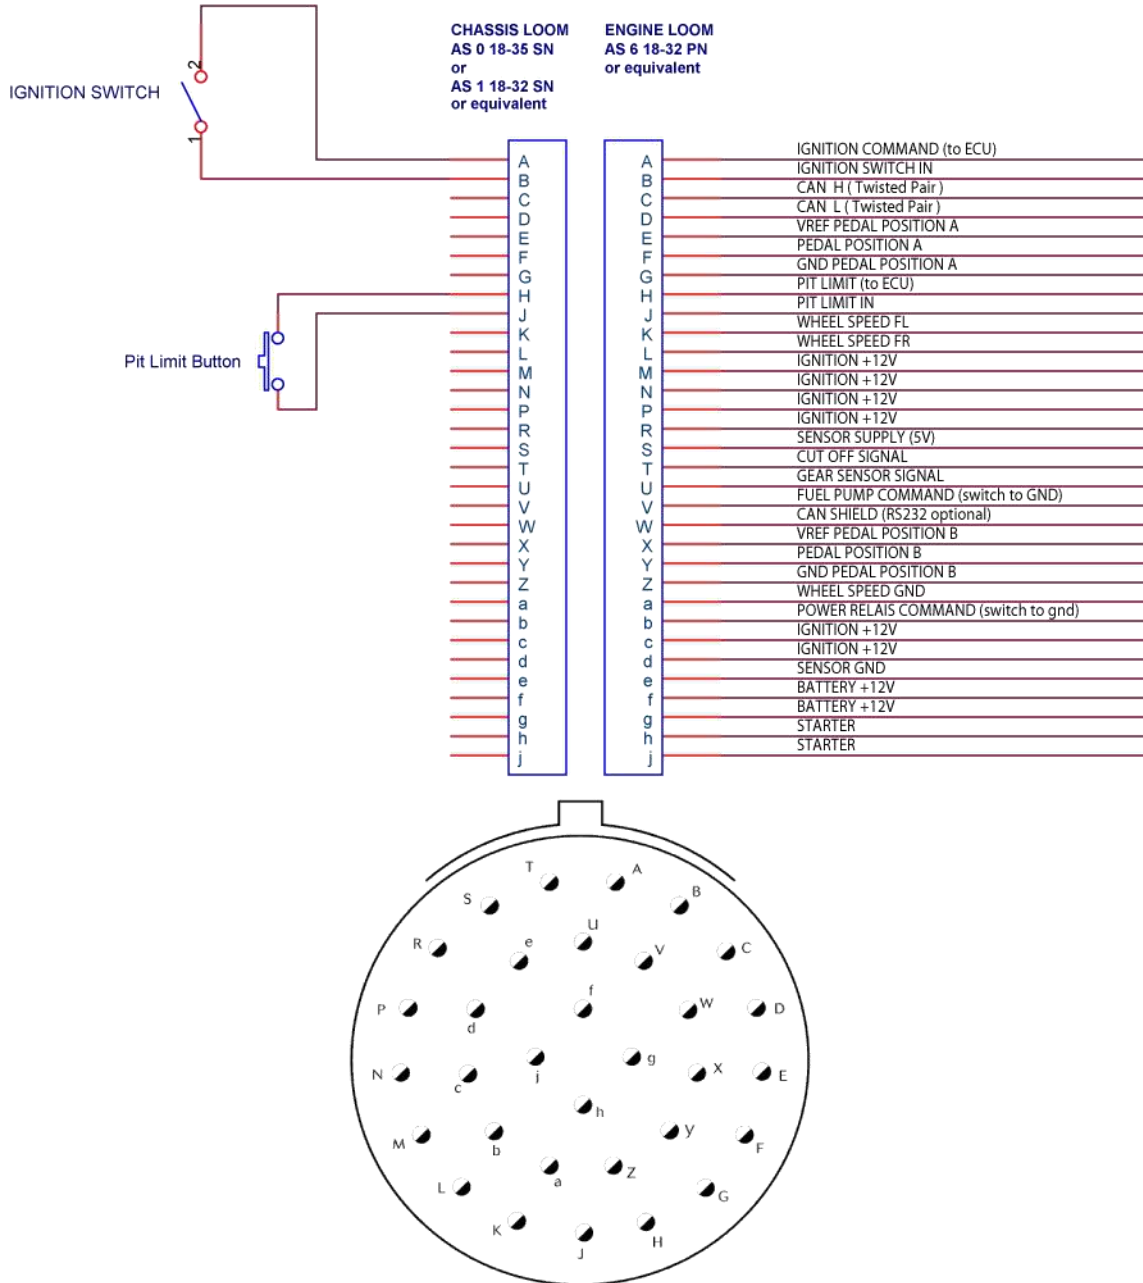 CHASSIS LOOM
AS 0 18-35 SN
or
AS 1 18-32 SN
or equivalent
ENGINE LOOM
AS 6 18-32 PN
or equivalent
IGNITION SWITCH
2
1
Pit Limit Button
A
B
C
D
E
F
G
H
J
K
L
M
N
P
R
S
T
U
V
W
X
Y
Z
a
b
c
d
e
f
g
h
j
A
B
C
D
E
F
G
H
J
K
L
M
N
P
R
S
T
U
V
W
X
Y
Z
a
b
c
d
e
f
g
h
j
IGNITION COMMAND (to ECU)
IGNITION SWITCH IN
CAN H ( Twisted Pair )
CAN L ( Twisted Pair )
VREF PEDAL POSITION A
PEDAL POSITION A
GND PEDAL POSITION A
PIT LIMIT (to ECU)
PIT LIMIT IN
WHEEL SPEED FL
WHEEL SPEED FR
IGNITION +12V
IGNITION +12V
IGNITION +12V
IGNITION +12V
SENSOR SUPPLY (5V)
CUT OFF SIGNAL
GEAR SENSOR SIGNAL
FUEL PUMP COMMAND (switch to GND)
CAN SHIELD (RS232 optional)
VREF PEDAL POSITION B
PEDAL POSITION B
GND PEDAL POSITION B
WHEEL SPEED GND
POWER RELAIS COMMAND (switch to gnd)
IGNITION +12V
IGNITION +12V
SENSOR GND
BATTERY +12V
BATTERY +12V
STARTER
STARTER
T
A
S
B
U
R
e
V
C
f
P
d
W
D
N
c
j
g
X
E
h
M
b
y
F
L
a
Z
G
K
J
H